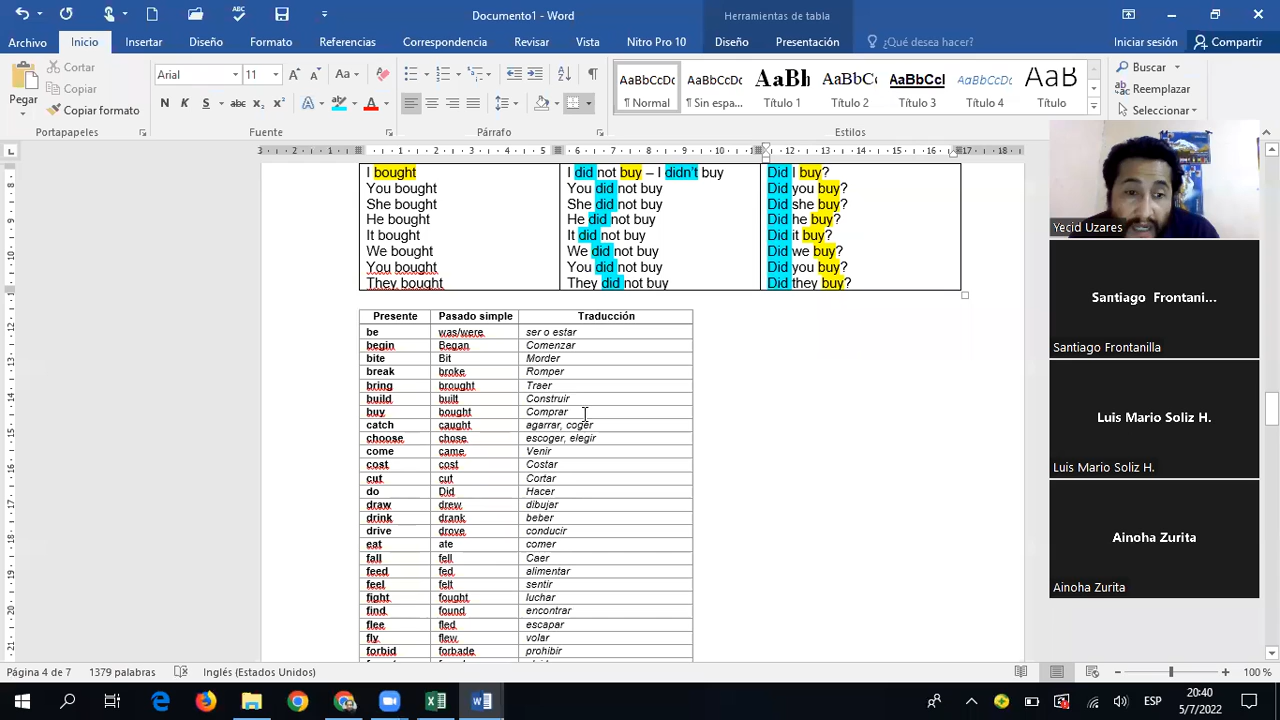 Documento1 - Word
Herramientas de tabla
Archivo Inicio Insertar Diseño Formato Referencias Correspondencia Revisar Vista Nitro Pro 10 Diseño Presentación ¿Qué desea hacer? Iniciar sesión Compartir
Pegar
Cortar
Copiar
Copiar formato
Arial 11
AaBbCcDc ¶ Normal
AaBbCcDc ¶ Sin espa...
AaBb Título 1
AaBbCcD Título 2
AaBbCcl Título 3
AaBbCcDd Título 4
AaB Título
Buscar
Reemplazar
Seleccionar
Portapapeles Fuente Párrafo Estilos
I bought I did not buy – I didn't buy Did I buy?
You bought You did not buy Did you buy?
She bought She did not buy Did she buy?
He bought He did not buy Did he buy?
It bought It did not buy Did it buy?
We bought We did not buy Did we buy?
You bought You did not buy Did you buy?
They bought They did not buy Did they buy?
Presente Pasado simple Traducción
be was/were ser o estar
begin Began Comenzar
bite Bit Morder
break broke Romper
bring brought Traer
build built Construir
buy bought Comprar
catch caught agarrar, coger
choose chose escoger, elegir
come came Venir
cost cost Costar
cut cut Cortar
do Did Hacer
draw drew dibujar
drink drank beber
drive drove conducir
eat ate comer
fall fell Caer
feed fed alimentar
feel felt sentir
fight fought luchar
find found encontrar
flee fled escapar
fly flew volar
forbid forbade prohibir
Yecid Uzares
Santiago Frontani...
Santiago Frontanilla
Luis Mario Soliz H.
Luis Mario Soliz H.
Ainoha Zurita
Ainoha Zurita
Página 4 de 7 1379 palabras Inglés (Estados Unidos) 100 %
ESP
20:40
5/7/2022